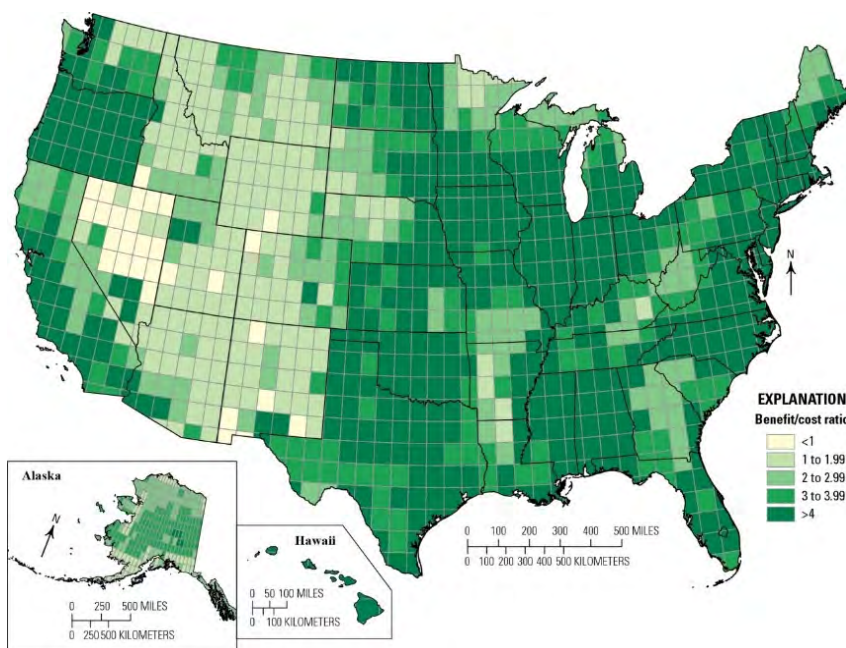 N
EXPLANATION
Benefit/cost ratio
<1
1 to 1.99
2 to 2.99
3 to 3.99
>4
Alaska
N
0 250 500 MILES
0 250 500 KILOMETERS
Hawaii
0 50 100 MILES
0 100 KILOMETERS
0 100 200 300 400 500 MILES
0 100 200 300 400 500 KILOMETERS